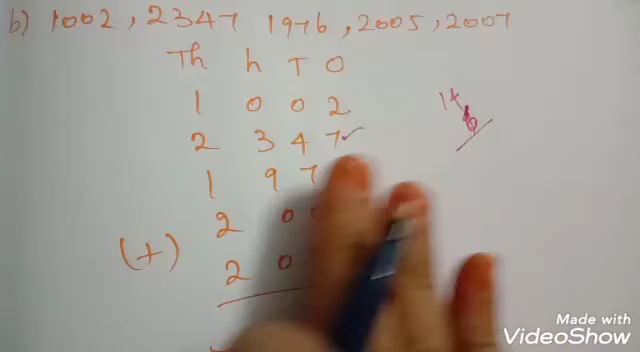 b) 1002, 2347 1976, 2005, 2007
Th h T O
1 0 0 2
2 3 4 7 ✓
1 9 7
2 0
(+)
2 0
Made with
VideoShow